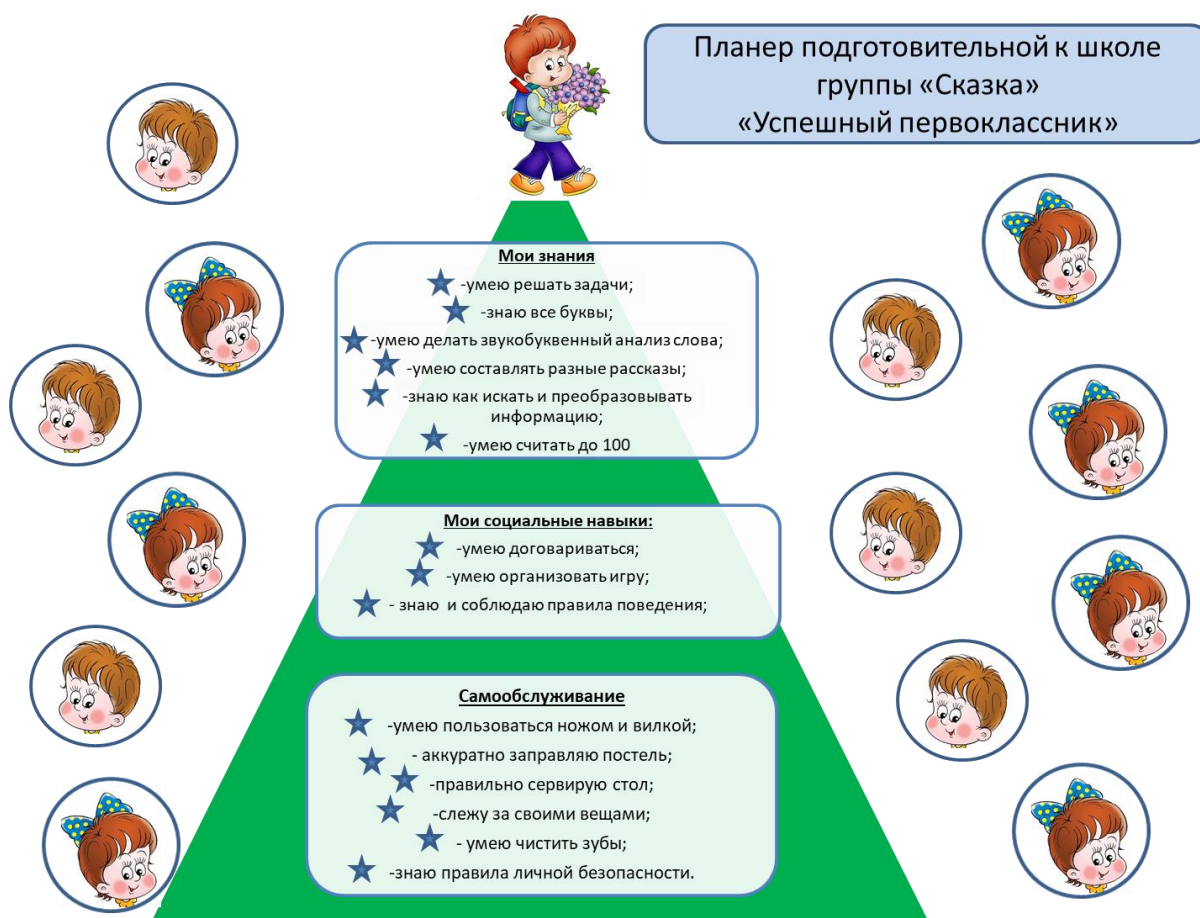 Планер подготовительной к школе
группы «Сказка»
«Успешный первоклассник»
Мои знания
-умею решать задачи;
-знаю все буквы;
-умею делать звукобуквенный анализ слова;
-умею составлять разные рассказы;
-знаю как искать и преобразовывать
информацию;
-умею считать до 100
Мои социальные навыки:
-умею договариваться;
-умею организовать игру;
- знаю и соблюдаю правила поведения;
Самообслуживание
-умею пользоваться ножом и вилкой;
- аккуратно заправляю постель;
-правильно сервирую стол;
-слежу за своими вещами;
- умею чистить зубы;
-знаю правила личной безопасности.